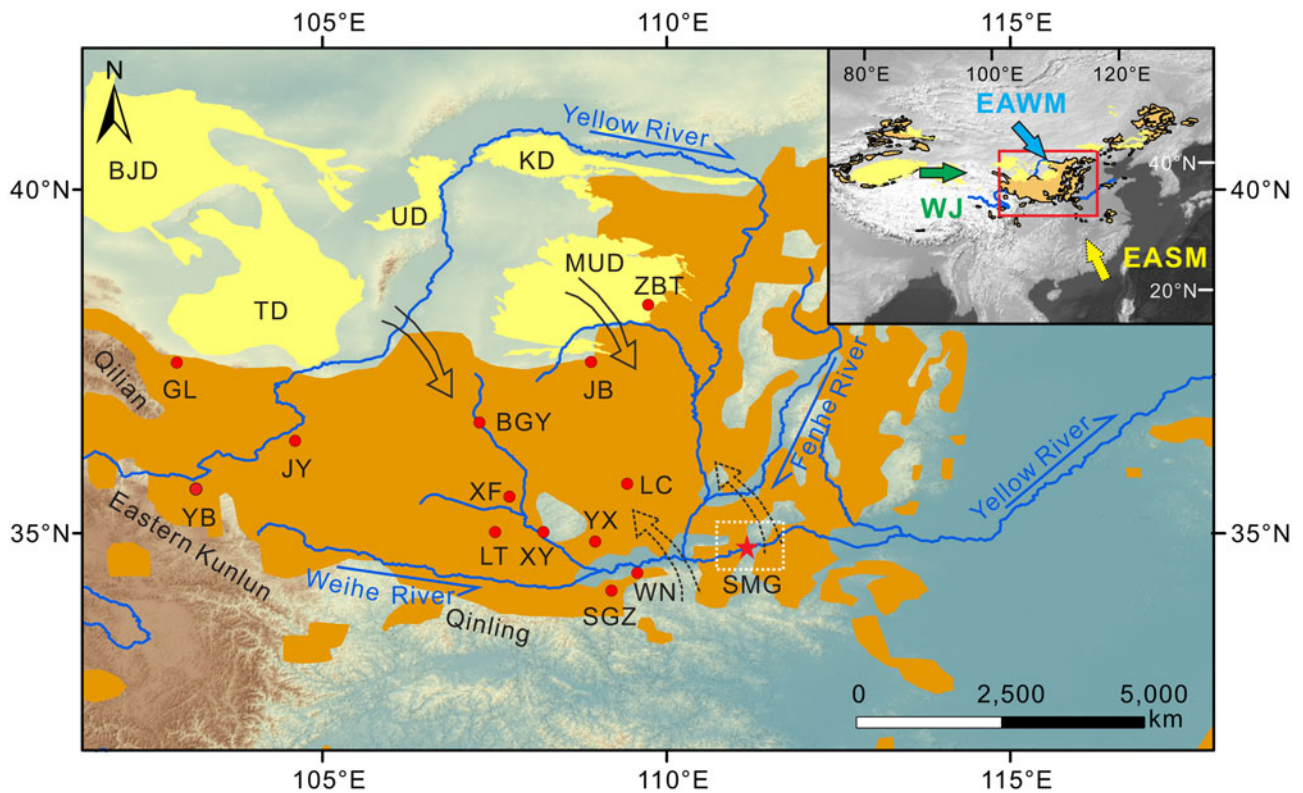 105°E
110°E
115°E
N
80°E
100°E
120°E
EAWM
Yellow River
KD
BJD
40°N
40°N
40°N
UD
WJ
MUD
EASM
ZBT
20°N
TD
Qilian
GL
JB
Fenhe River
BGY
Yellow River
JY
LC
XF
YB
YX
35°N
35°N
Eastern Kunlun
LT
XY
WN
SMG
Weihe River
SGZ
Qinling
0
2,500
5,000
km
105°E
110°E
115°E